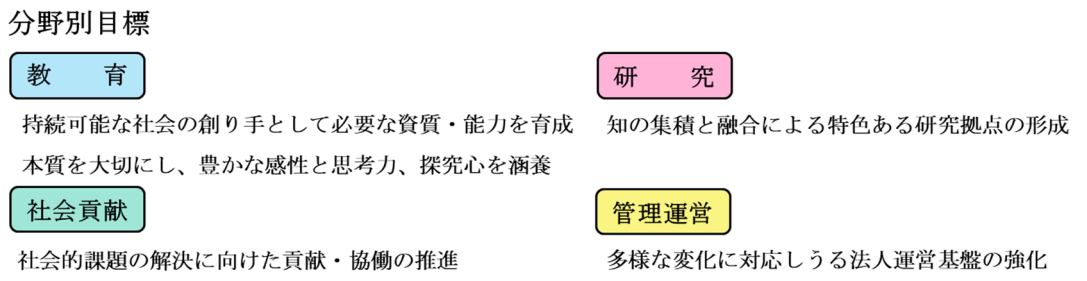 分野別目標
教　育
持続可能な社会の創り手として必要な資質・能力を育成
本質を大切にし、豊かな感性と思考力、探究心を涵養
研　究
知の集積と融合による特色ある研究拠点の形成
社会貢献
社会的課題の解決に向けた貢献・協働の推進
管理運営
多様な変化に対応しうる法人運営基盤の強化